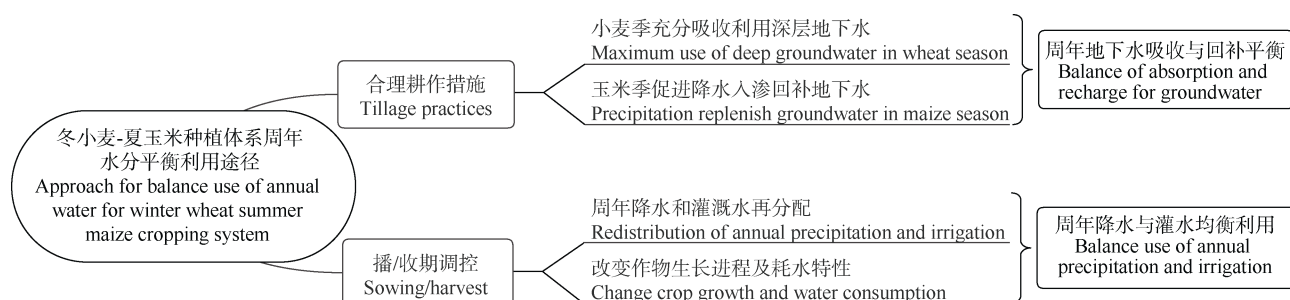 冬小麦-夏玉米种植体系周年
水分平衡利用途径
Approach for balance use of annual
water for winter wheat summer
maize cropping system
合理耕作措施
Tillage practices
小麦季充分吸收利用深层地下水
Maximum use of deep groundwater in wheat season
玉米季促进降水入渗回补地下水
Precipitation replenish groundwater in maize season
周年地下水吸收与回补平衡
Balance of absorption and
recharge for groundwater
播/收期调控
Sowing/harvest
周年降水和灌溉水再分配
Redistribution of annual precipitation and irrigation
改变作物生长进程及耗水特性
Change crop growth and water consumption
周年降水与灌水均衡利用
Balance use of annual
precipitation and irrigation